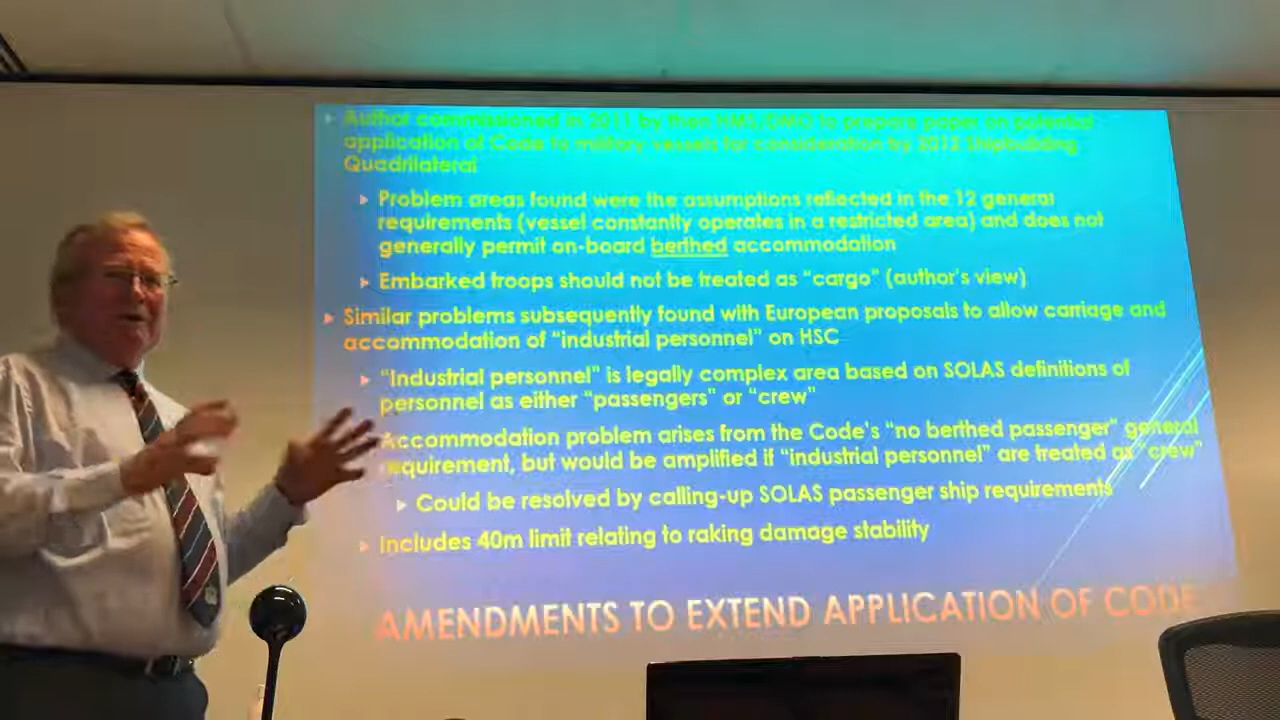 Author commissioned in 2011 by then HMS/DMO to prepare paper on potential
application of Code to military vessels for consideration by 2012 Shipbuilding
Quadrilateral
Problem areas found were the assumptions reflected in the 12 general
requirements (vessel constantly operates in a restricted area) and does not
generally permit on-board berthed accommodation
Embarked troops should not be treated as "cargo" (author's view)
Similar problems subsequently found with European proposals to allow carriage and
accommodation of "industrial personnel" on HSC
"Industrial personnel" is legally complex area based on SOLAS definitions of
personnel as either "passengers" or "crew"
Accommodation problem arises from the Code's "no berthed passenger" general
requirement, but would be amplified if "industrial personnel" are treated as "crew"
Could be resolved by calling-up SOLAS passenger ship requirements
Includes 40m limit relating to raking damage stability
AMENDMENTS TO EXTEND APPLICATION OF CODE